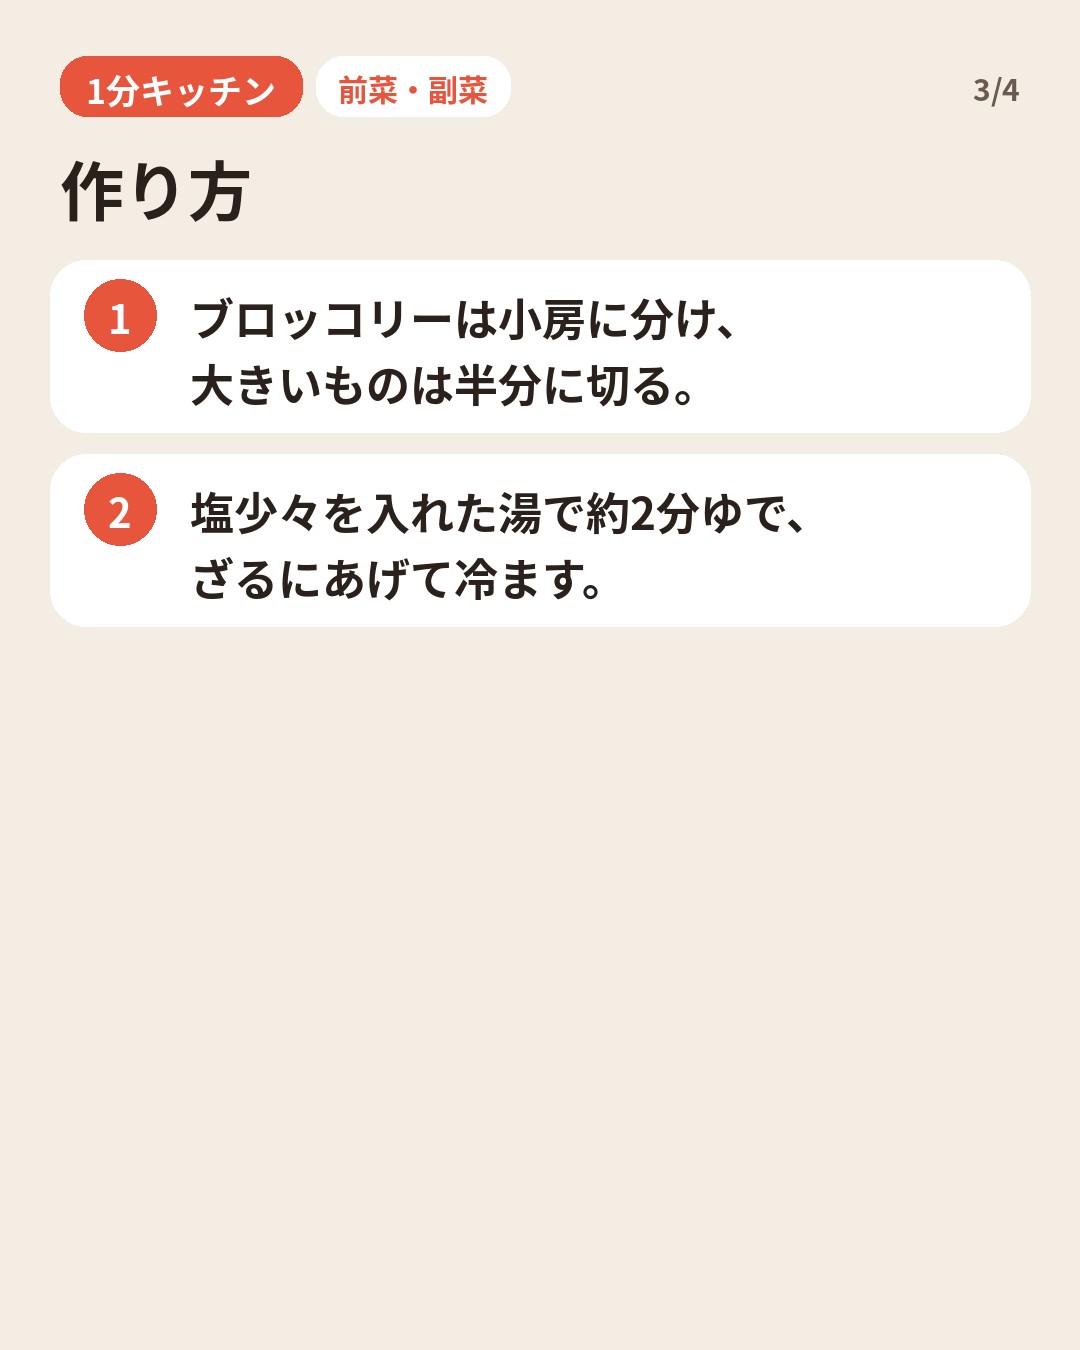 1分キッチン 前菜・副菜 3/4
作り方
1 ブロッコリーは小房に分け、
大きいものは半分に切る。
2 塩少々を入れた湯で約2分ゆで、
ざるにあげて冷ます。